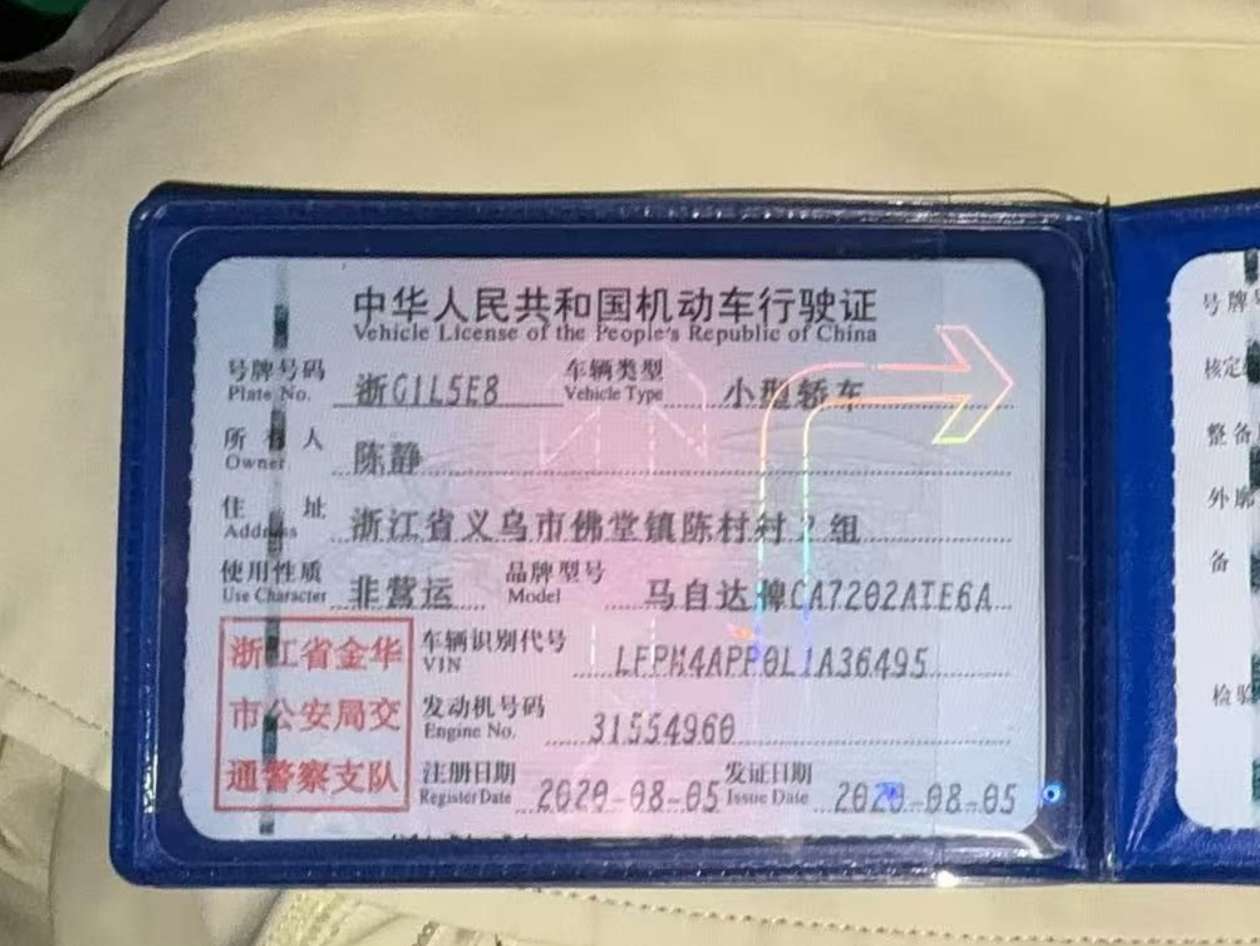 中华人民共和国机动车行驶证
Vehicle License of the People's Republic of China
号牌号码 浙G1L5E8 车辆类型 小型轿车
Plate No. Vehicle Type
所有人 陈静
Owner
住址 浙江省义乌市佛堂镇陈村村2组
Address
使用性质 非营运 品牌型号 马自达牌CA7202ATE6A
Use Character Model
浙江省金华
市公安局交
通警察支队
车辆识别代号 LFPM4APP0L1A36495
VIN
发动机号码 31554960
Engine No.
注册日期 2020-08-05 发证日期 2020-08-05
Register Date Issue Date
号牌
核定
整备
外廓
备
检验